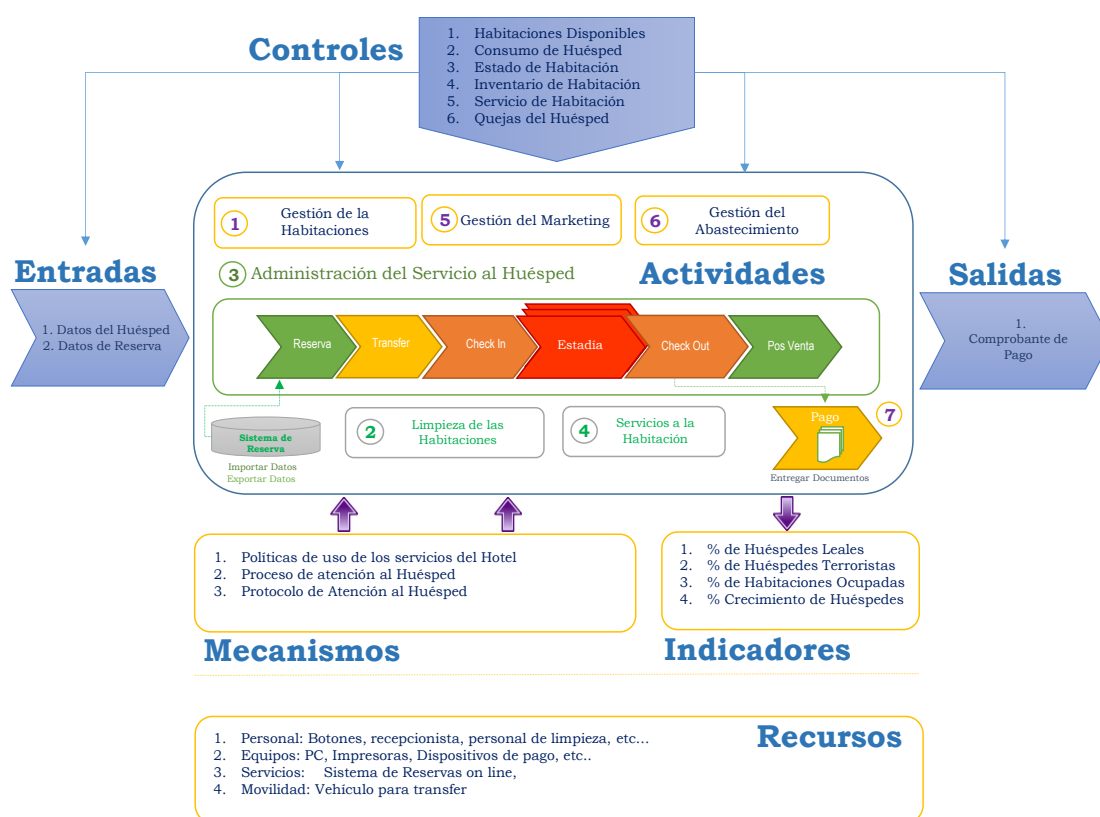 Controles
1. Habitaciones Disponibles
2. Consumo de Huésped
3. Estado de Habitación
4. Inventario de Habitación
5. Servicio de Habitación
6. Quejas del Huésped
1
Gestión de la
Habitaciones
5 Gestión del Marketing
6
Gestión del
Abastecimiento
Entradas
1. Datos del Huésped
2. Datos de Reserva
3 Administración del Servicio al Huésped
Actividades
Salidas
1.
Comprobante de
Pago
Reserva
Transfer
Check In
Estadía
Check Out
Pos Venta
Sistema de
Reserva
Importar Datos
Exportar Datos
2
Limpieza de las
Habitaciones
4
Servicios a la
Habitación
Pago
7
Entregar Documentos
1. Políticas de uso de los servicios del Hotel
2. Proceso de atención al Huésped
3. Protocolo de Atención al Huésped
Mecanismos
1. % de Huéspedes Leales
2. % de Huéspedes Terroristas
3. % de Habitaciones Ocupadas
4. % Crecimiento de Huéspedes
Indicadores
Recursos
1. Personal: Botones, recepcionista, personal de limpieza, etc...
2. Equipos: PC, Impresoras, Dispositivos de pago, etc..
3. Servicios: Sistema de Reservas on line,
4. Movilidad: Vehículo para transfer